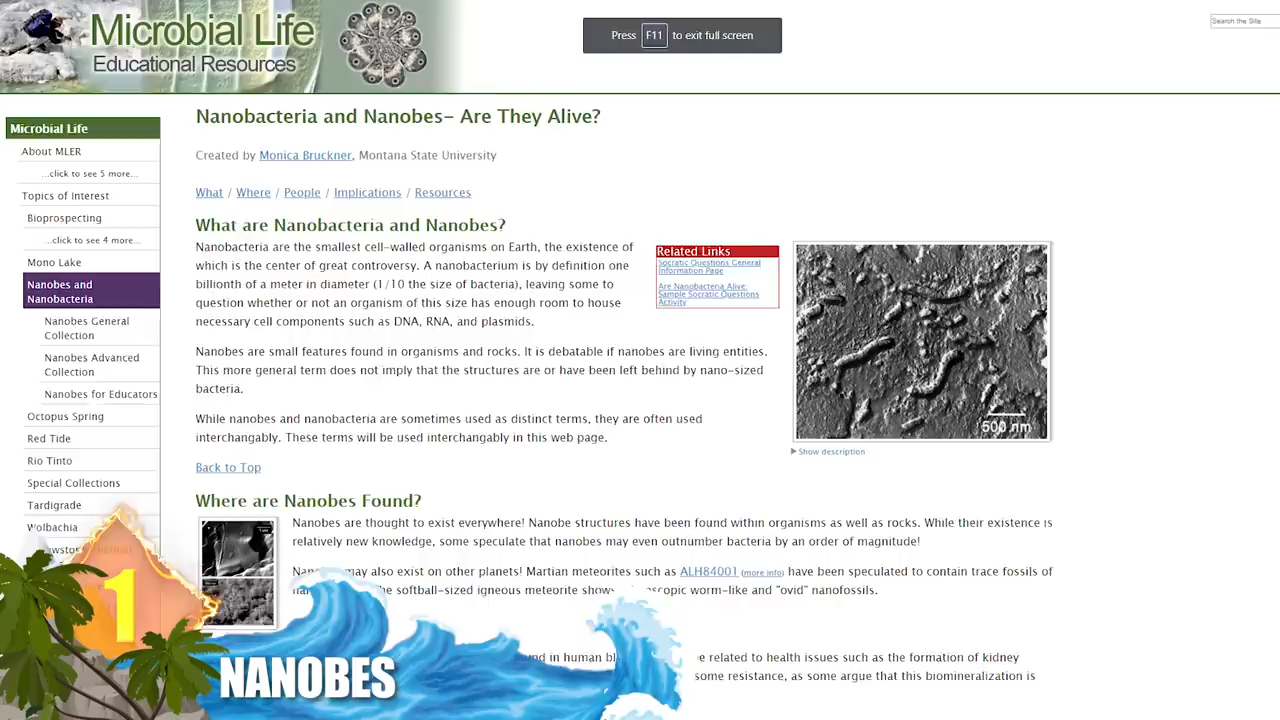 Microbial Life
Educational Resources
Press F11 to exit full screen
Search the Site
Microbial Life
About MLER
...click to see 5 more...
Topics of Interest
Bioprospecting
...click to see 4 more...
Mono Lake
Nanobes and
Nanobacteria
Nanobes General
Collection
Nanobes Advanced
Collection
Nanobes for Educators
Octopus Spring
Red Tide
Rio Tinto
Special Collections
Tardigrade
Wolbachia
Nanobacteria and Nanobes- Are They Alive?
Created by Monica Bruckner, Montana State University
What / Where / People / Implications / Resources
What are Nanobacteria and Nanobes?
Nanobacteria are the smallest cell-walled organisms on Earth, the existence of
which is the center of great controversy. A nanobacterium is by definition one
billionth of a meter in diameter (1/10 the size of bacteria), leaving some to
question whether or not an organism of this size has enough room to house
necessary cell components such as DNA, RNA, and plasmids.
Related Links
Socratic Questions General
Information Page
Are Nanobacteria Alive:
Sample Socratic Questions
Activity
500 nm
Show description
Nanobes are small features found in organisms and rocks. It is debatable if nanobes are living entities.
This more general term does not imply that the structures are or have been left behind by nano-sized
bacteria.
While nanobes and nanobacteria are sometimes used as distinct terms, they are often used
interchangably. These terms will be used interchangably in this web page.
Back to Top
Where are Nanobes Found?
Nanobes are thought to exist everywhere! Nanobe structures have been found within organisms as well as rocks. While their existence is
relatively new knowledge, some speculate that nanobes may even outnumber bacteria by an order of magnitude!
may also exist on other planets! Martian meteorites such as ALH84001 (more info) have been speculated to contain trace fossils of
softball-sized igneous meteorite worm-like and "ovid" nanofossils.
in human related to health issues such as the formation of kidney
some resistance, as some argue that this biomineralization is
1
NANOBES